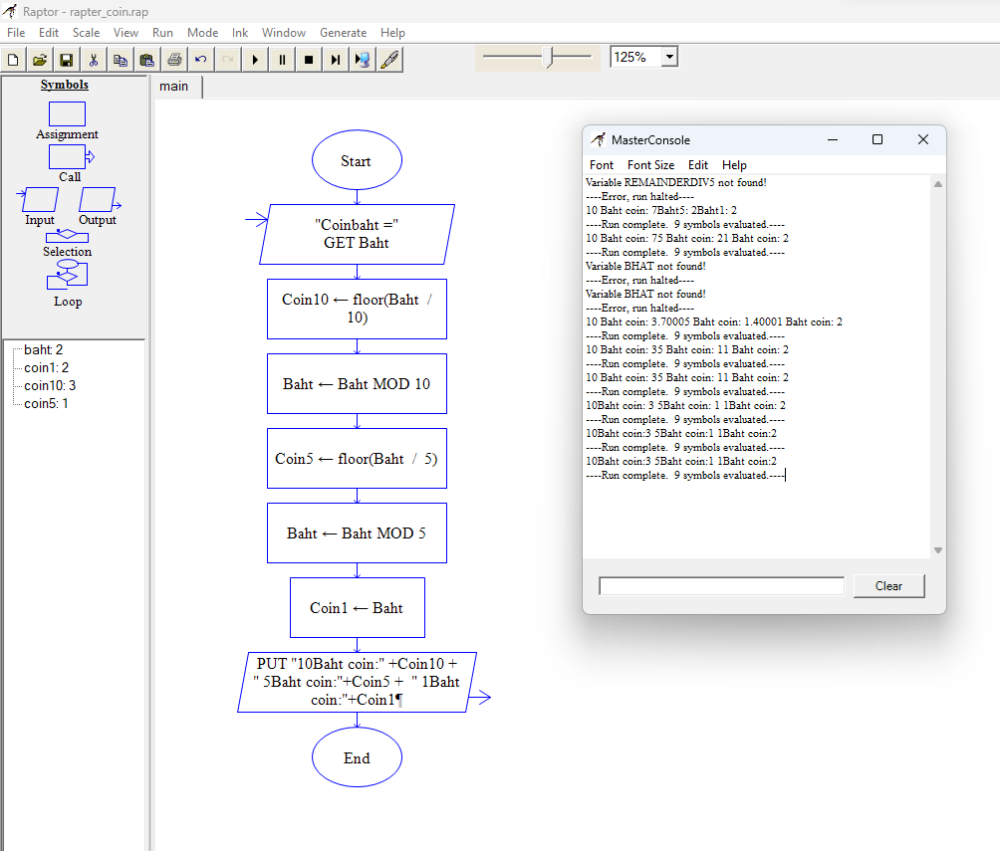 Raptor - rapter_coin.rap
File Edit Scale View Run Mode Ink Window Generate Help
125%
Symbols
Assignment
Call
Input Output
Selection
Loop
baht: 2
coin1: 2
coin10: 3
coin5: 1
main
Start
"Coinbaht ="
GET Baht
Coin10 ← floor(Baht /
10)
Baht ← Baht MOD 10
Coin5 ← floor(Baht / 5)
Baht ← Baht MOD 5
Coin1 ← Baht
PUT "10Baht coin:" +Coin10 +
" 5Baht coin:"+Coin5 + " 1Baht
coin:"+Coin1¶
End
MasterConsole
Font Font Size Edit Help
Variable REMAINDERDIV5 not found!
----Error, run halted----
10 Baht coin: 7Baht5: 2Baht1: 2
----Run complete. 9 symbols evaluated.----
10 Baht coin: 75 Baht coin: 21 Baht coin: 2
----Run complete. 9 symbols evaluated.----
Variable BHAT not found!
----Error, run halted----
Variable BHAT not found!
----Error, run halted----
10 Baht coin: 3.70005 Baht coin: 1.40001 Baht coin: 2
----Run complete. 9 symbols evaluated.----
10 Baht coin: 35 Baht coin: 11 Baht coin: 2
----Run complete. 9 symbols evaluated.----
10 Baht coin: 35 Baht coin: 11 Baht coin: 2
----Run complete. 9 symbols evaluated.----
10Baht coin: 3 5Baht coin: 1 1Baht coin: 2
----Run complete. 9 symbols evaluated.----
10Baht coin:3 5Baht coin:1 1Baht coin:2
----Run complete. 9 symbols evaluated.----
10Baht coin:3 5Baht coin:1 1Baht coin:2
----Run complete. 9 symbols evaluated.----
Clear